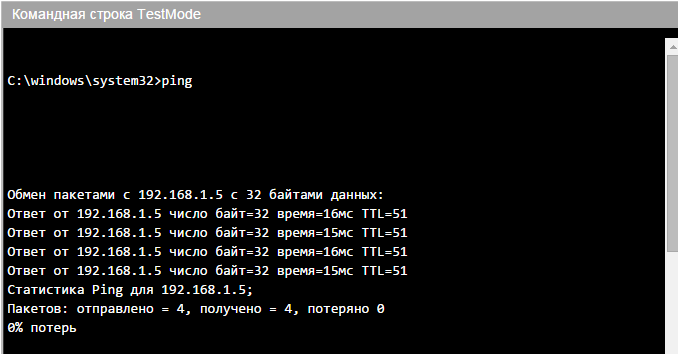 Командная строка TestMode
C:\windows\system32>ping
Обмен пакетами с 192.168.1.5 с 32 байтами данных:
Ответ от 192.168.1.5 число байт=32 время=16мс TTL=51
Ответ от 192.168.1.5 число байт=32 время=15мс TTL=51
Ответ от 192.168.1.5 число байт=32 время=16мс TTL=51
Ответ от 192.168.1.5 число байт=32 время=15мс TTL=51
Статистика Ping для 192.168.1.5;
Пакетов: отправлено = 4, получено = 4, потеряно 0
0% потерь